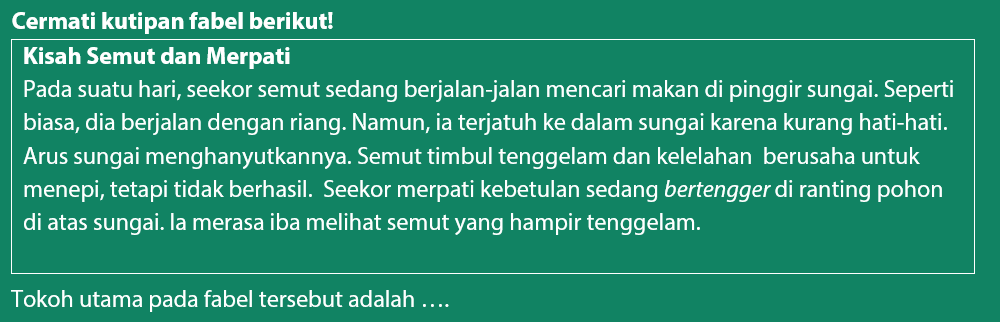 Cermati kutipan fabel berikut!
Kisah Semut dan Merpati
Pada suatu hari, seekor semut sedang berjalan-jalan mencari makan di pinggir sungai. Seperti
biasa, dia berjalan dengan riang. Namun, ia terjatuh ke dalam sungai karena kurang hati-hati.
Arus sungai menghanyutkannya. Semut timbul tenggelam dan kelelahan berusaha untuk
menepi, tetapi tidak berhasil. Seekor merpati kebetulan sedang bertengger di ranting pohon
di atas sungai. Ia merasa iba melihat semut yang hampir tenggelam.
Tokoh utama pada fabel tersebut adalah ….